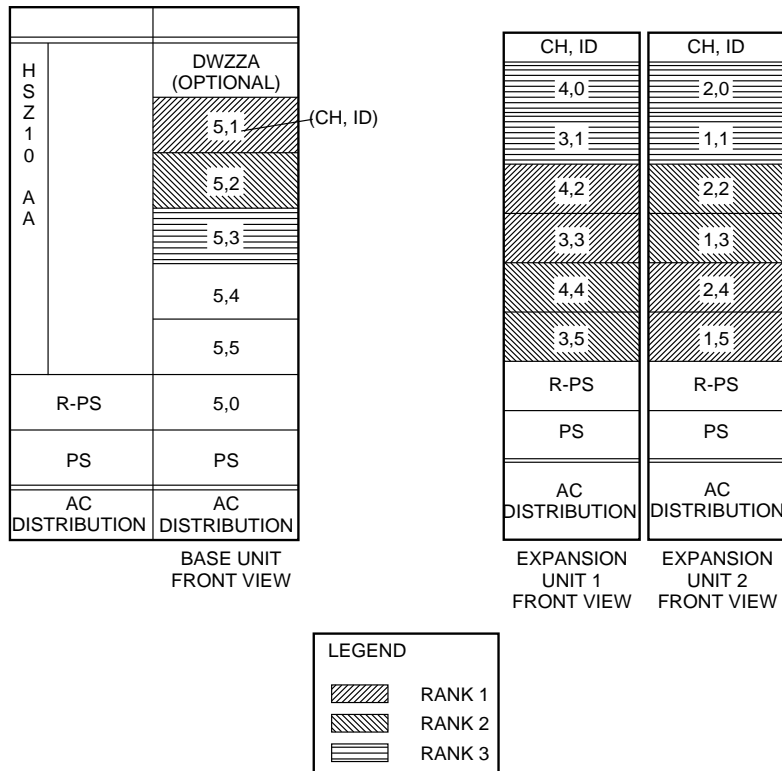 H
S
Z
1
0
A
A
DWZZA
(OPTIONAL)
5,1
(CH, ID)
5,2
5,3
5,4
5,5
R-PS
5,0
PS
PS
AC
DISTRIBUTION
AC
DISTRIBUTION
BASE UNIT
FRONT VIEW
CH, ID
4,0
3,1
4,2
3,3
4,4
3,5
R-PS
PS
AC
DISTRIBUTION
EXPANSION
UNIT 1
FRONT VIEW
CH, ID
2,0
1,1
2,2
1,3
2,4
1,5
R-PS
PS
AC
DISTRIBUTION
EXPANSION
UNIT 2
FRONT VIEW
LEGEND
RANK 1
RANK 2
RANK 3